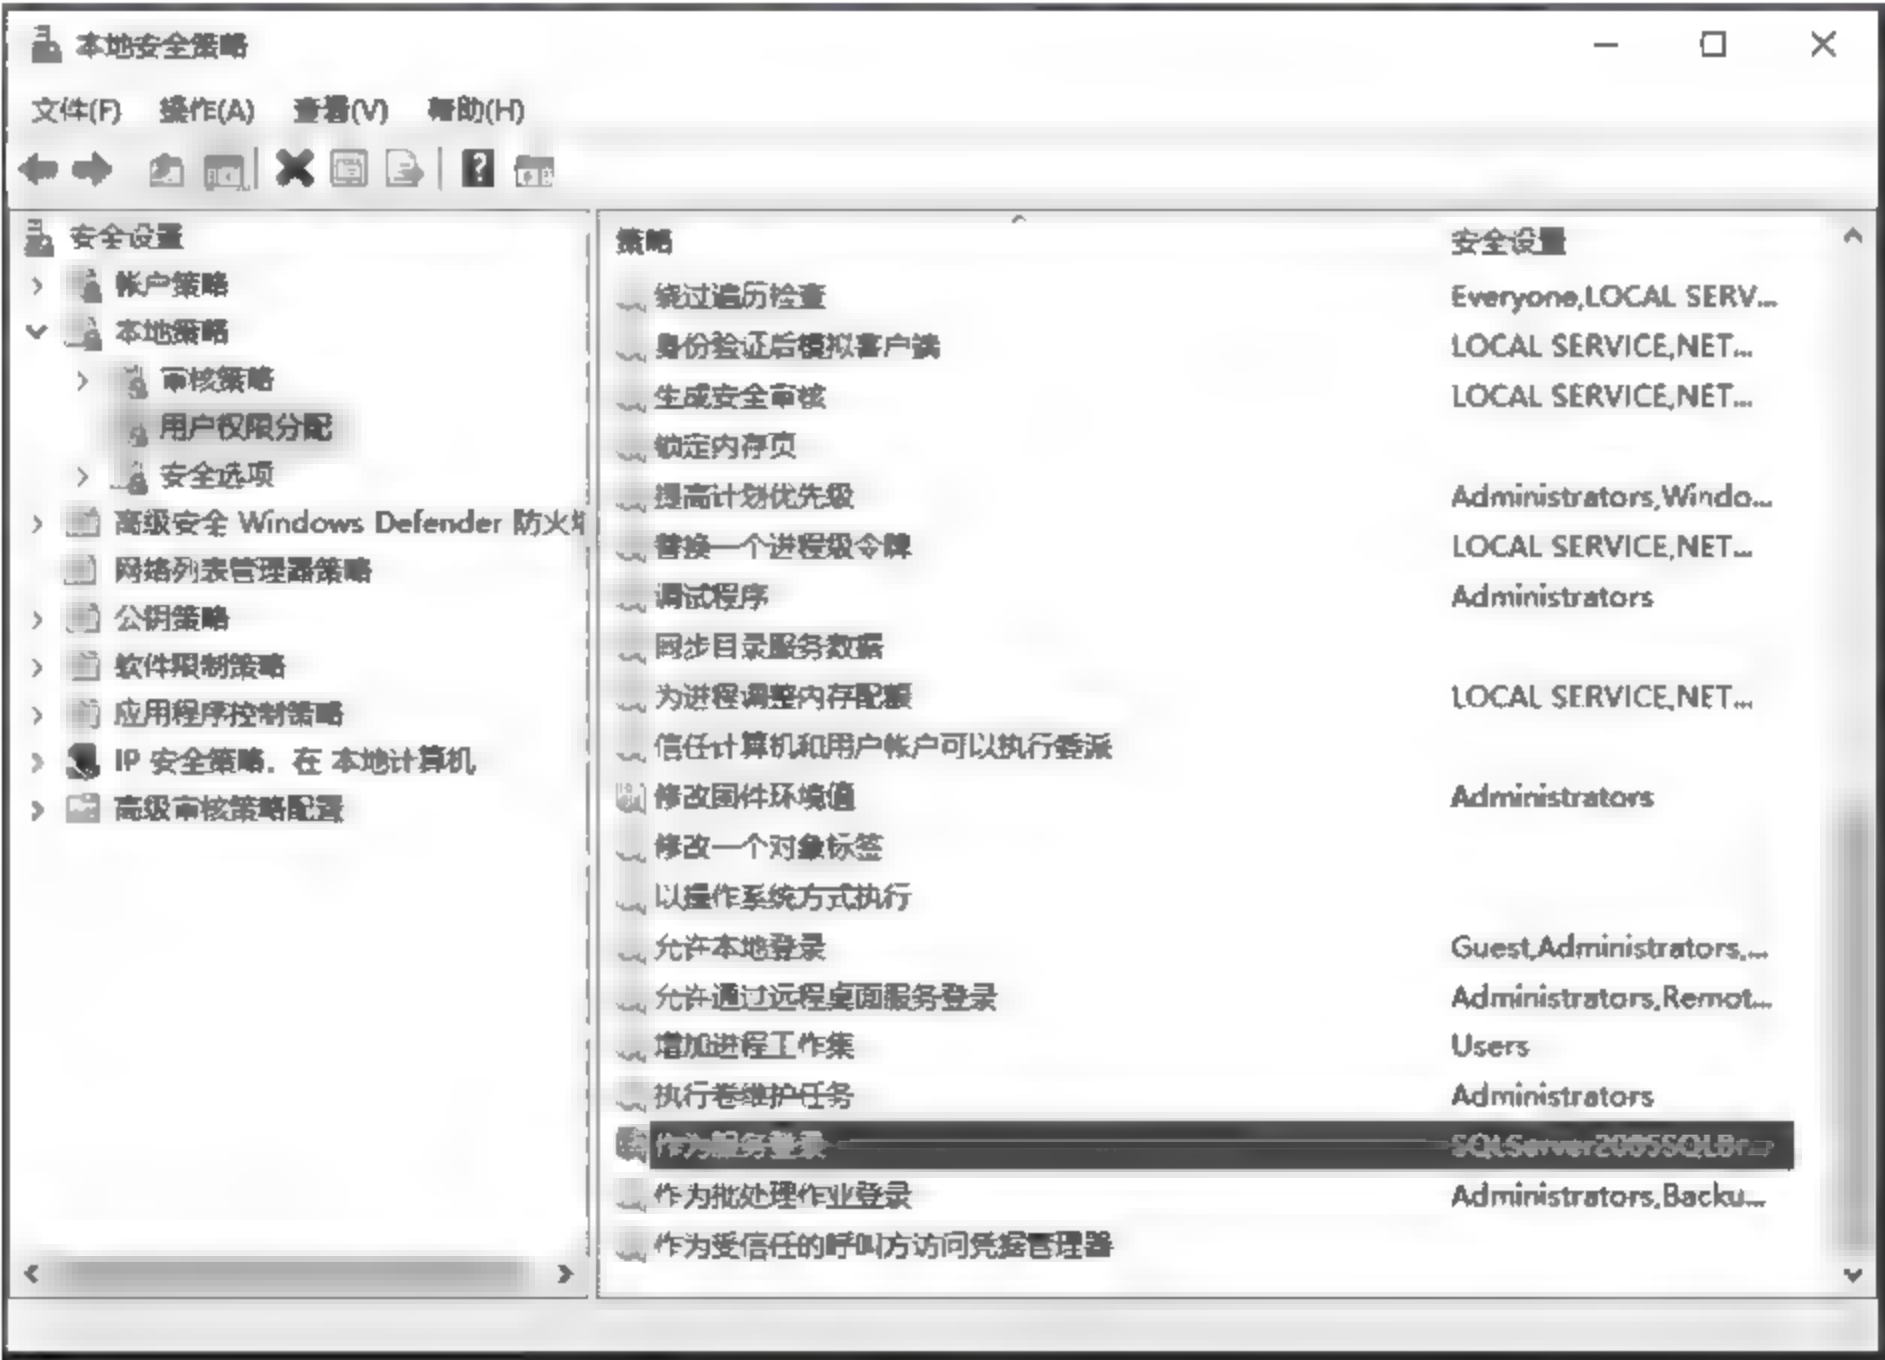 本地安全策略
文件(F) 操作(A) 查看(V) 帮助(H)
安全设置
帐户策略
本地策略
审核策略
用户权限分配
安全选项
高级安全 Windows Defender 防火墙
网络列表管理器策略
公钥策略
软件限制策略
应用程序控制策略
IP 安全策略，在 本地计算机
高级审核策略配置
策略 安全设置
绕过遍历检查 Everyone,LOCAL SERV...
身份验证后模拟客户端 LOCAL SERVICE,NET...
生成安全审核 LOCAL SERVICE,NET...
锁定内存页
提高计划优先级 Administrators,Windo...
替换一个进程级令牌 LOCAL SERVICE,NET...
调试程序 Administrators
同步目录服务数据
为进程调整内存配额 LOCAL SERVICE,NET...
信任计算机和用户帐户可以执行委派
修改固件环境值 Administrators
修改一个对象标签
以操作系统方式执行
允许本地登录 Guest,Administrators,...
允许通过远程桌面服务登录 Administrators,Remot...
增加进程工作集 Users
执行卷维护任务 Administrators
作为服务登录 SQLServer2005SQLBr...
作为批处理作业登录 Administrators,Backu...
作为受信任的呼叫方访问凭据管理器